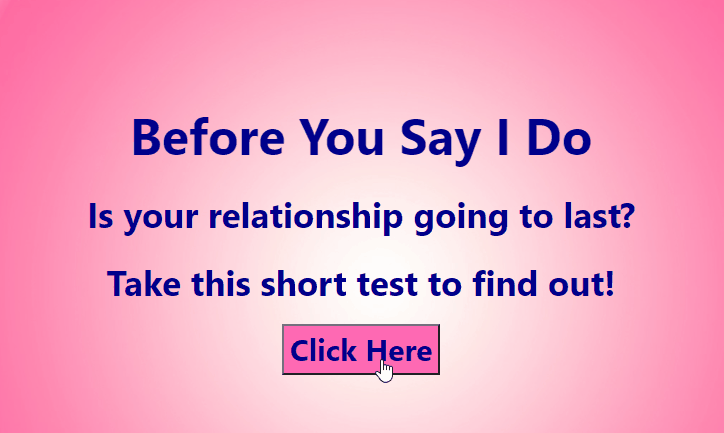 Before You Say I Do
Is your relationship going to last?
Take this short test to find out!
Click Here